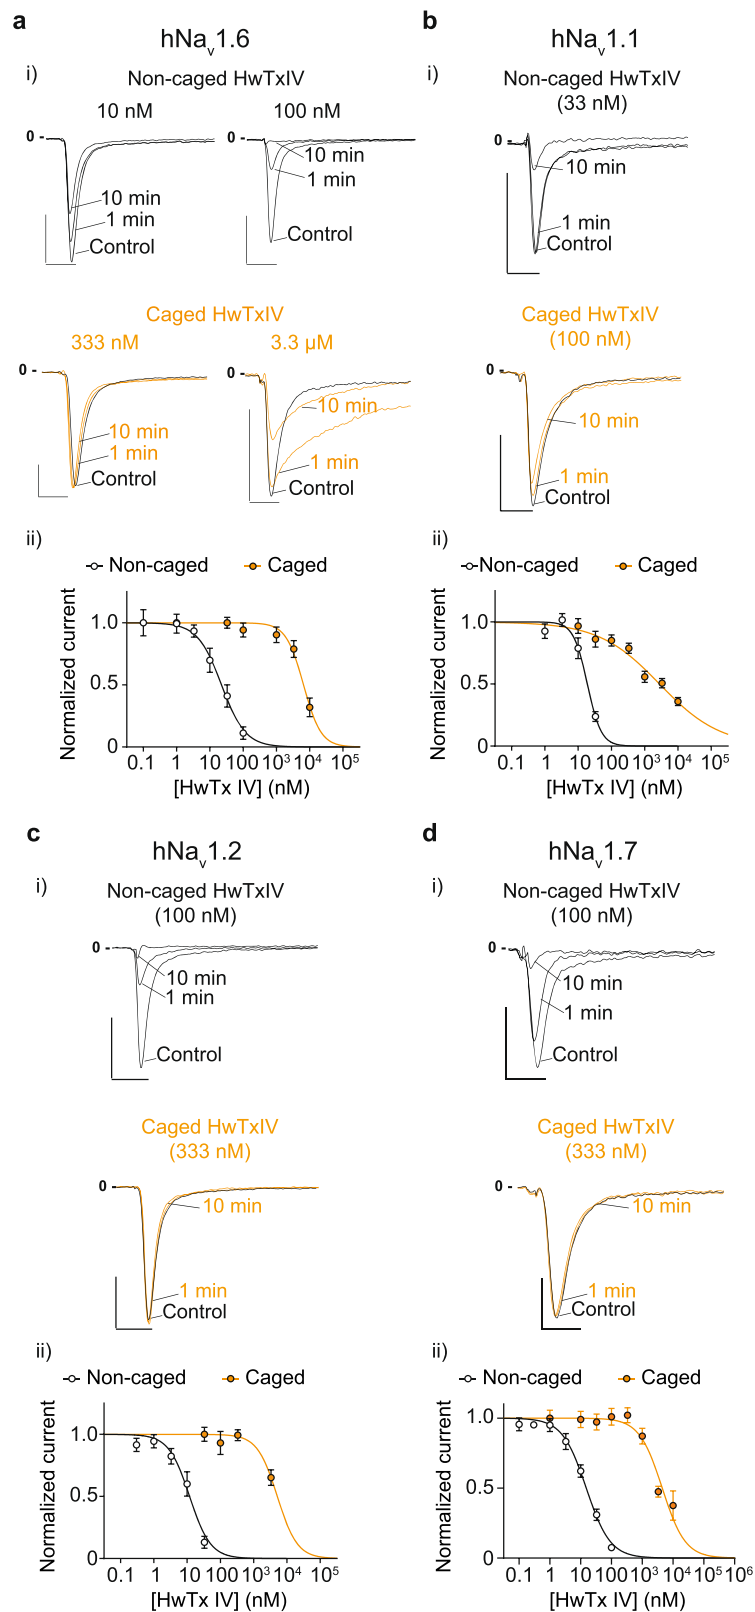 a
hNav1.6
i)
Non-caged HwTxIV
10 nM
100 nM
0 -
10 min
1 min
Control
0 -
10 min
1 min
Control
Caged HwTxIV
333 nM
3.3 µM
0 -
10 min
1 min
Control
0 -
10 min
1 min
Control
ii)
Non-caged
Caged
Normalized current
1.0
0.5
0
0.1 1 10 100 10³ 10⁴ 10⁵
[HwTx IV] (nM)
b
hNav1.1
i)
Non-caged HwTxIV
(33 nM)
0 -
10 min
1 min
Control
Caged HwTxIV
(100 nM)
0 -
10 min
1 min
Control
ii)
Non-caged
Caged
Normalized current
1.0
0.5
0
0.1 1 10 100 10³ 10⁴ 10⁵
[HwTx IV] (nM)
c
hNav1.2
i)
Non-caged HwTxIV
(100 nM)
0 -
10 min
1 min
Control
Caged HwTxIV
(333 nM)
0 -
10 min
1 min
Control
ii)
Non-caged
Caged
Normalized current
1.0
0.5
0
0.1 1 10 100 10³ 10⁴ 10⁵
[HwTx IV] (nM)
d
hNav1.7
i)
Non-caged HwTxIV
(100 nM)
0 -
10 min
1 min
Control
Caged HwTxIV
(333 nM)
0 -
10 min
1 min
Control
ii)
Non-caged
Caged
Normalized current
1.0
0.5
0
0.1 1 10 100 10³ 10⁴ 10⁵ 10⁶
[HwTx IV] (nM)